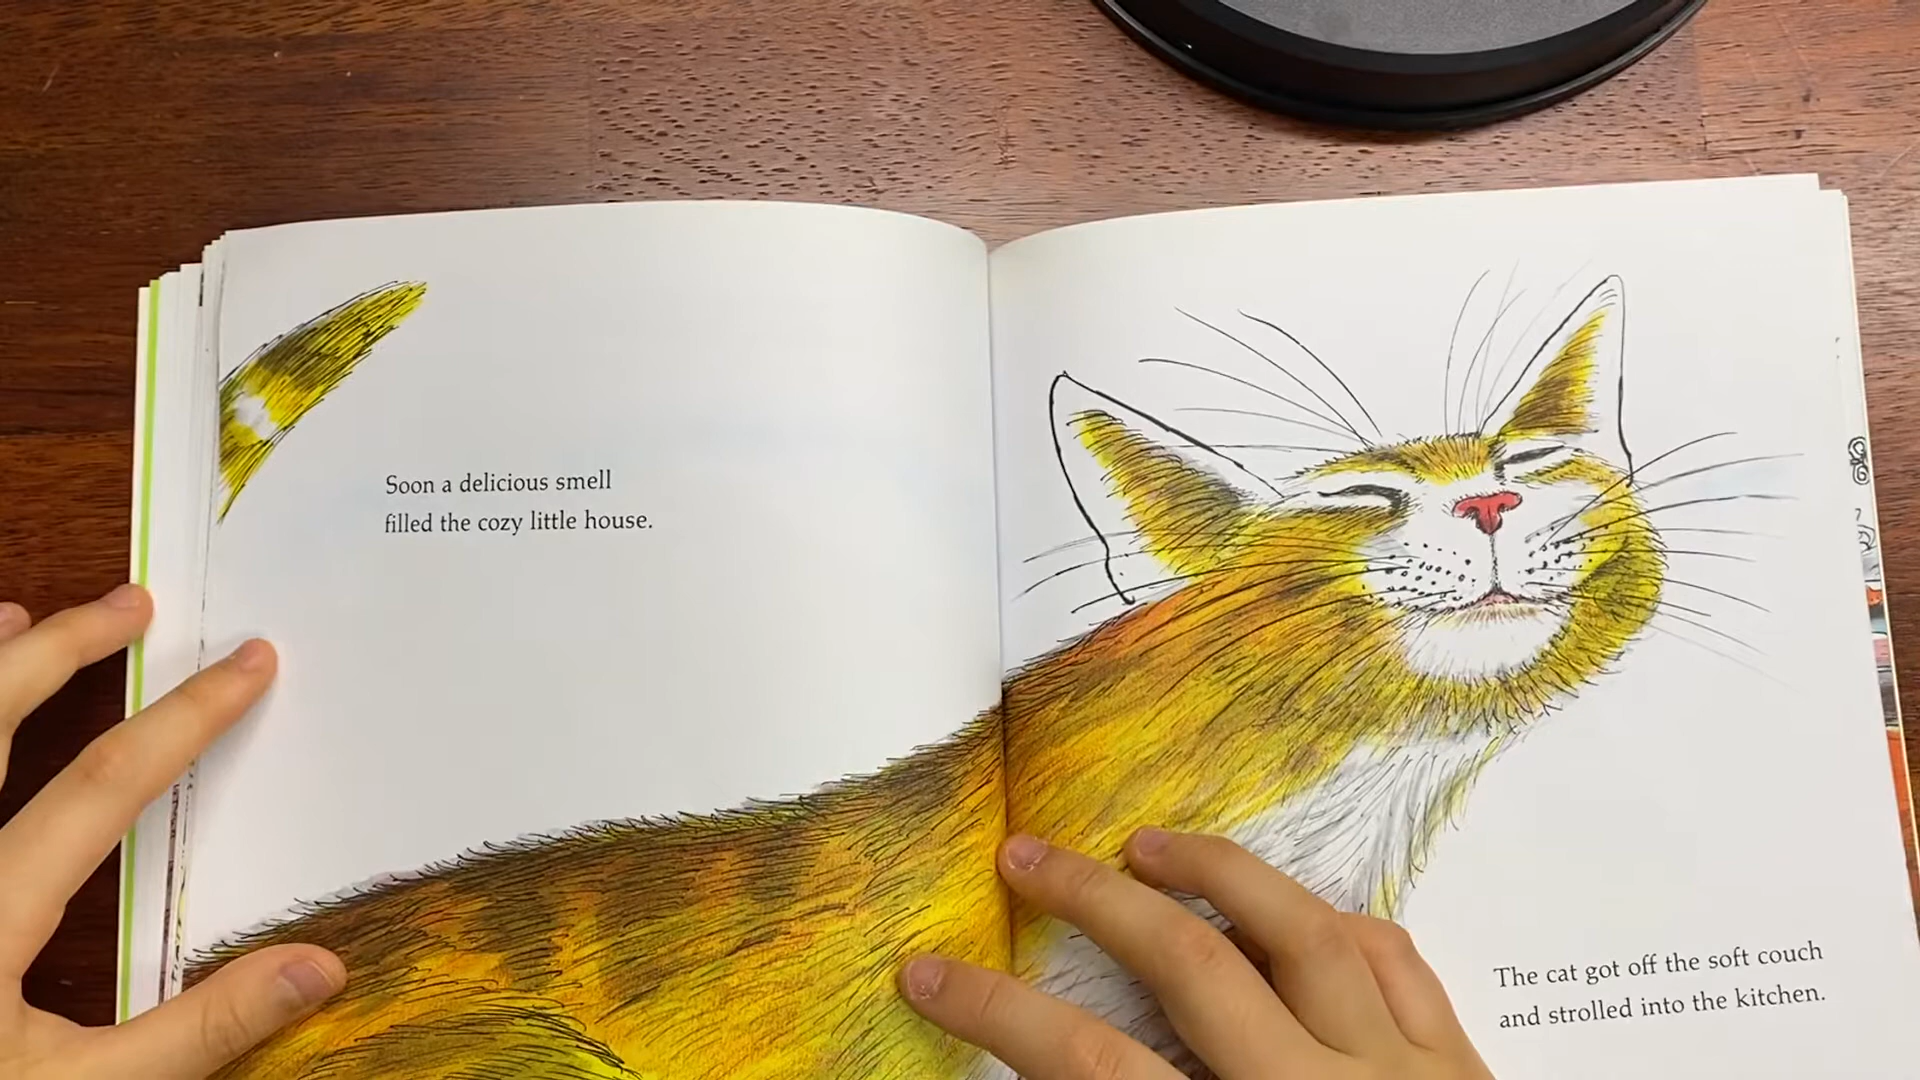 Soon a delicious smell
filled the cozy little house.
The cat got off the soft couch
and strolled into the kitchen.